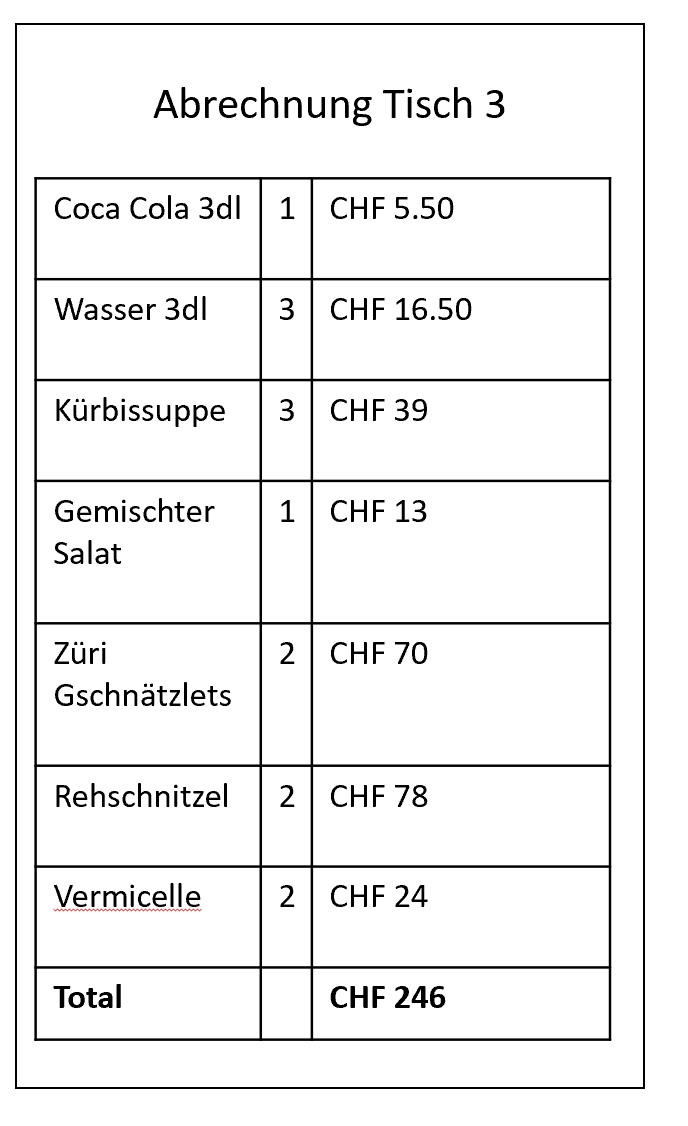 Abrechnung Tisch 3
Coca Cola 3dl 1 CHF 5.50
Wasser 3dl 3 CHF 16.50
Kürbissuppe 3 CHF 39
Gemischter 1 CHF 13
Salat
Züri 2 CHF 70
Gschnätzlets
Rehschnitzel 2 CHF 78
Vermicelle 2 CHF 24
Total CHF 246